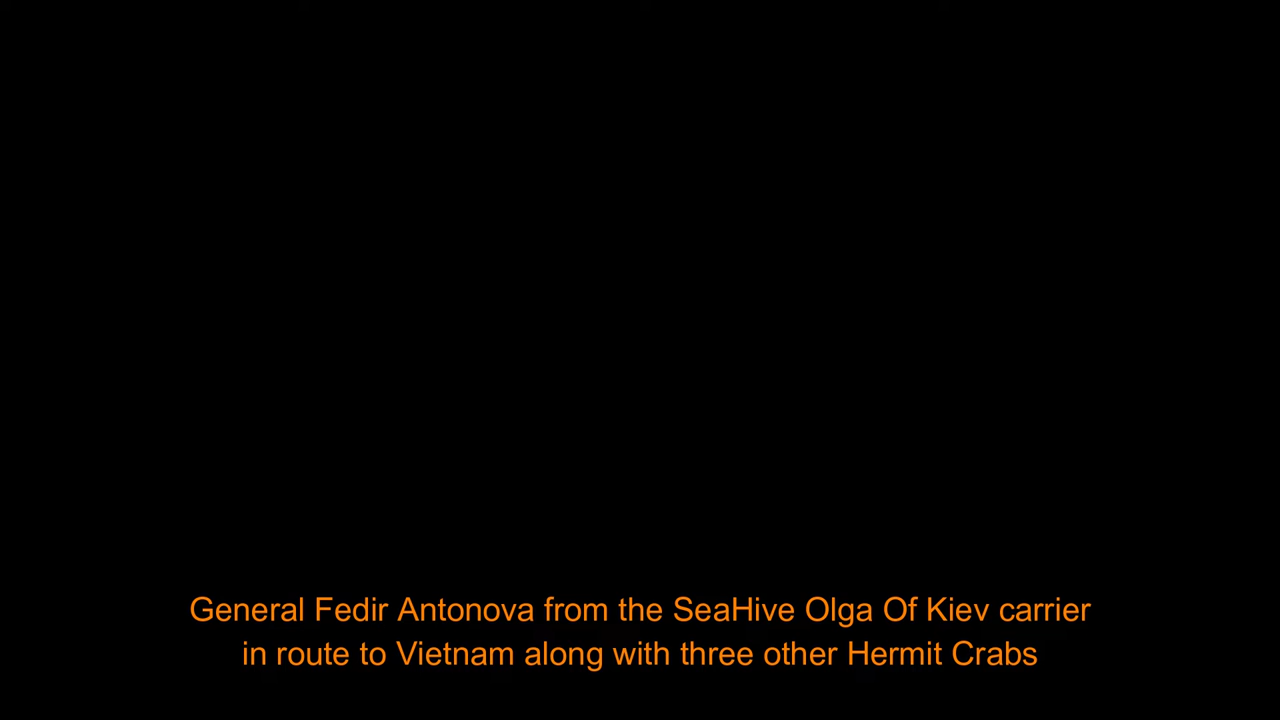 General Fedir Antonova from the SeaHive Olga Of Kiev carrier
in route to Vietnam along with three other Hermit Crabs